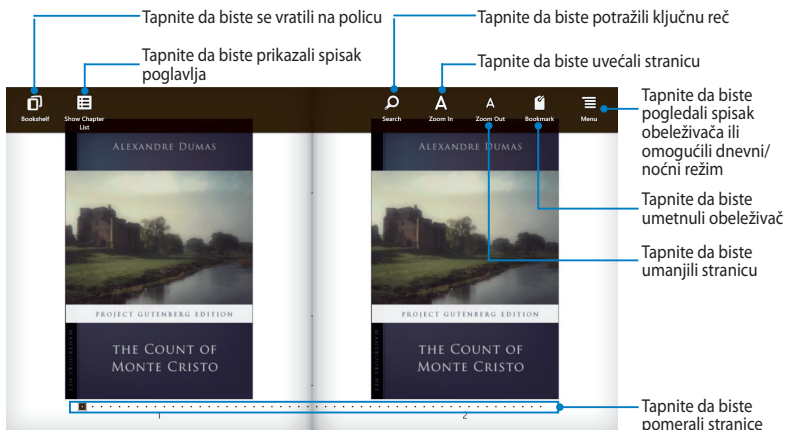 Tapnite da biste se vratili na policu
Tapnite da biste potražili ključnu reč
Tapnite da biste prikazali spisak
poglavlja
Tapnite da biste uvećali stranicu
Bookshelf
Show Chapter
List
Search
Zoom In
Zoom Out
Bookmark
Menu
Tapnite da biste
pogledali spisak
obeleživača ili
omogućili dnevni/
noćni režim
Tapnite da biste
umetnuli obeleživač
Tapnite da biste
umanjili stranicu
ALEXANDRE DUMAS
PROJECT GUTENBERG EDITION
THE COUNT OF
MONTE CRISTO
ALEXANDRE DUMAS
PROJECT GUTENBERG EDITION
THE COUNT OF
MONTE CRISTO
1
2
Tapnite da biste
pomerali stranice